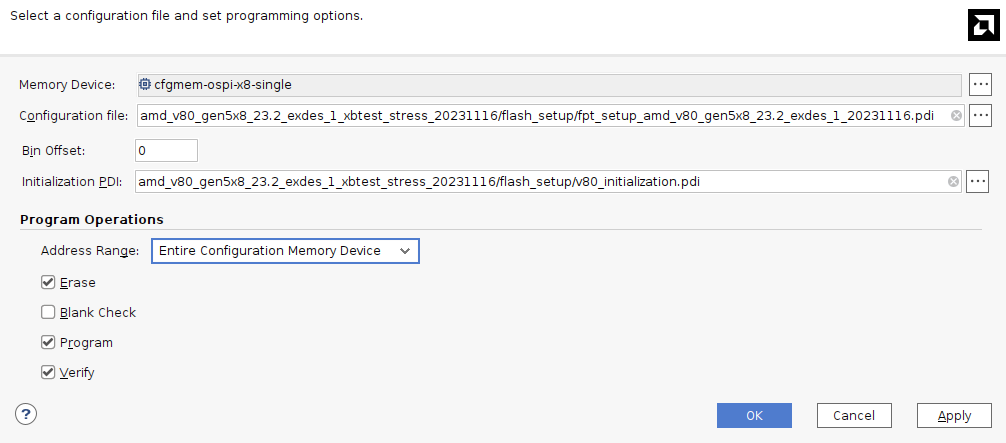 Select a configuration file and set programming options.
Memory Device: cfgmem-ospi-x8-single ...
Configuration file: amd_v80_gen5x8_23.2_exdes_1_xbtest_stress_20231116/flash_setup/fpt_setup_amd_v80_gen5x8_23.2_exdes_1_20231116.pdi ...
Bin Offset: 0
Initialization PDI: amd_v80_gen5x8_23.2_exdes_1_xbtest_stress_20231116/flash_setup/v80_initialization.pdi ...
Program Operations
Address Range: Entire Configuration Memory Device
Erase
Blank Check
Program
Verify
? OK Cancel Apply